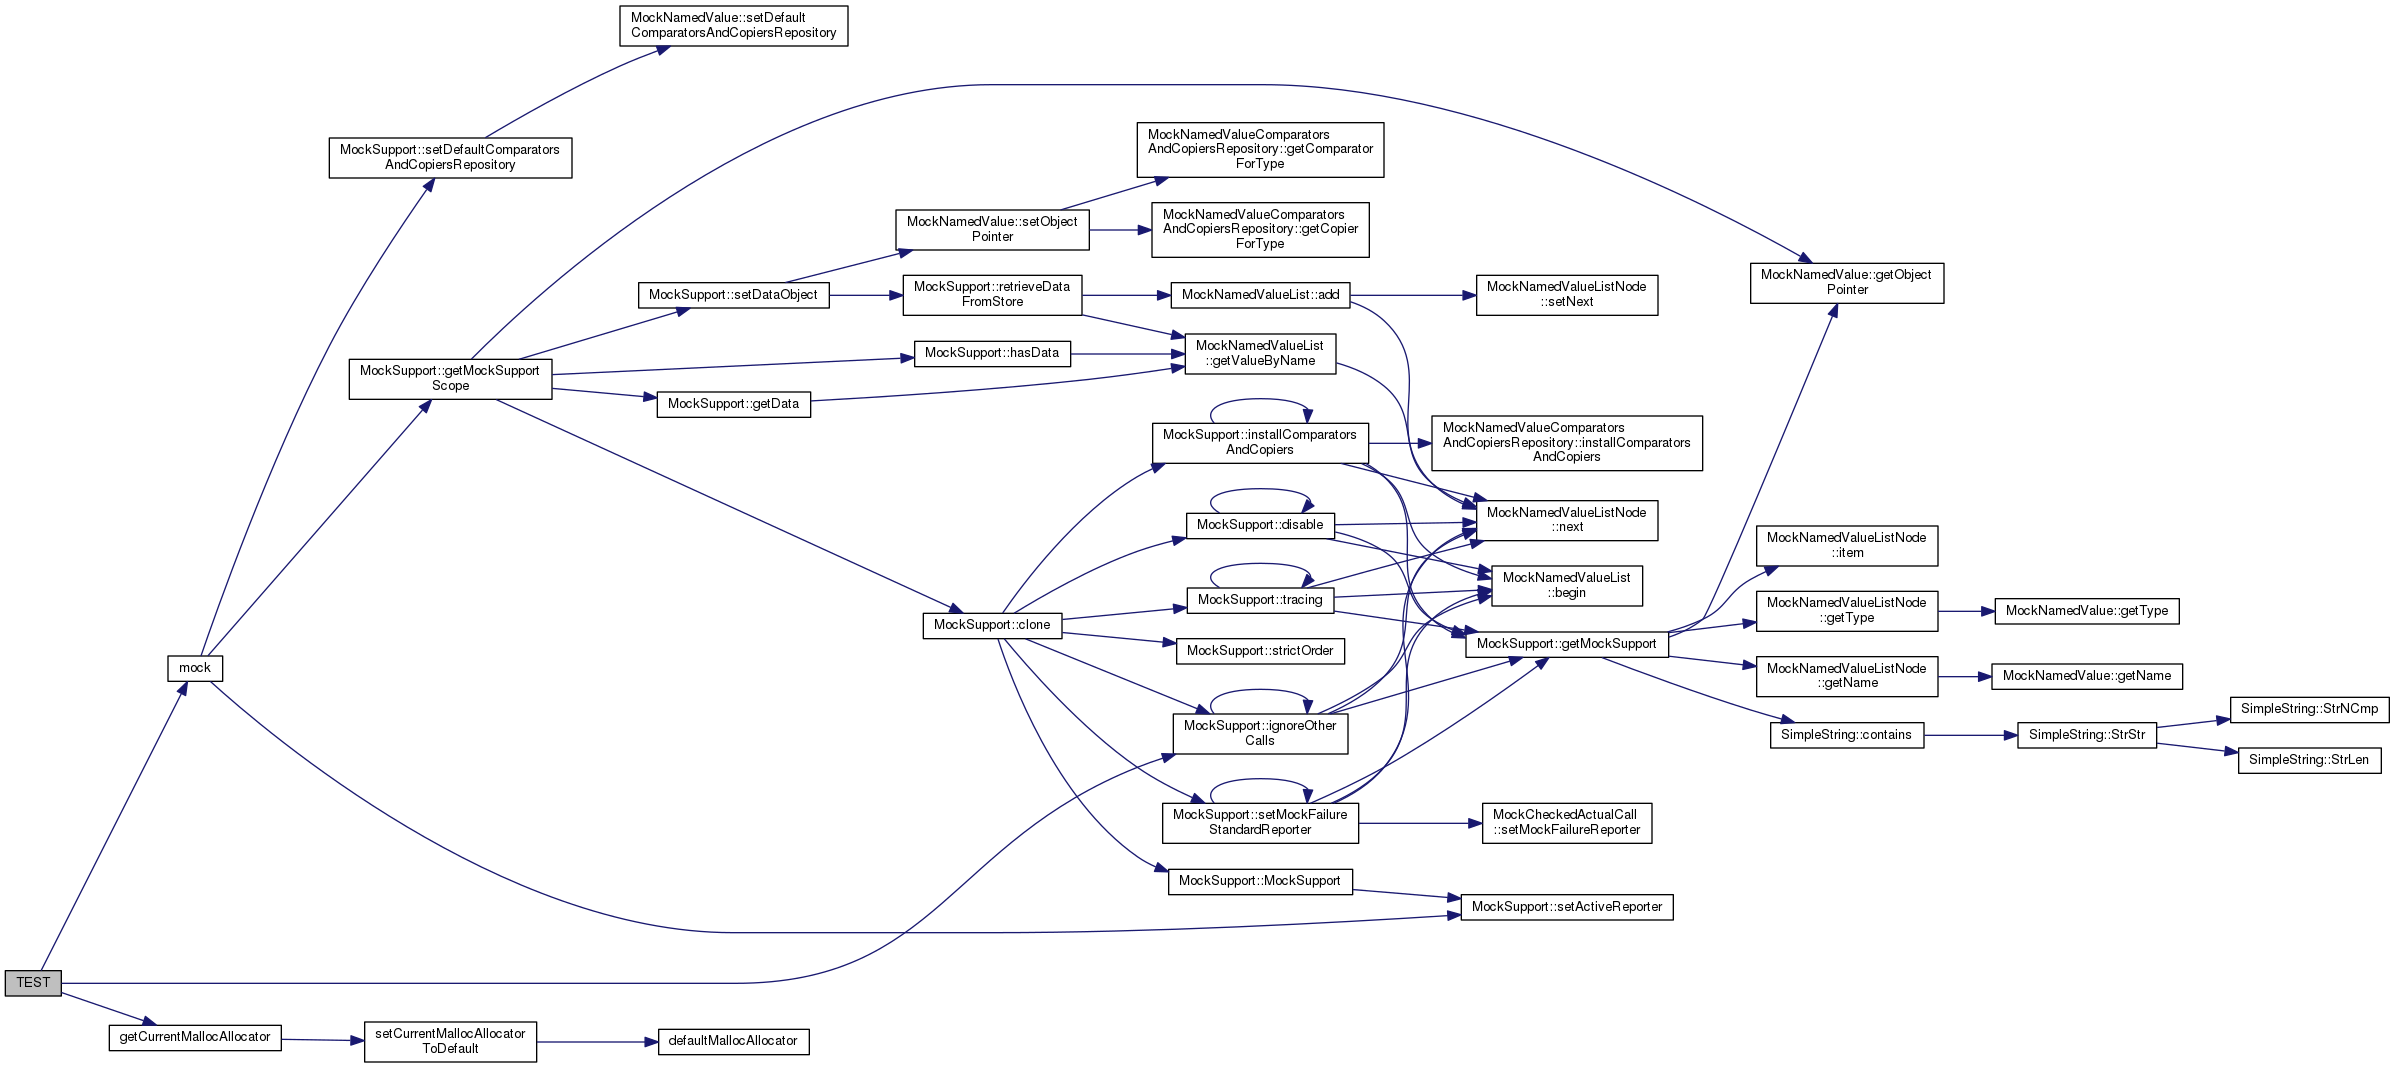 MockNamedValue::setDefault
ComparatorsAndCopiersRepository
MockSupport::setDefaultComparators
AndCopiersRepository
MockNamedValueComparators
AndCopiersRepository::getComparator
ForType
MockNamedValue::setObject
Pointer
MockNamedValueComparators
AndCopiersRepository::getCopier
ForType
MockNamedValue::getObject
Pointer
MockSupport::setDataObject
MockSupport::retrieveData
FromStore
MockNamedValueList::add
MockNamedValueListNode
::setNext
MockSupport::getMockSupport
Scope
MockSupport::hasData
MockNamedValueList
::getValueByName
MockSupport::getData
MockSupport::installComparators
AndCopiers
MockNamedValueComparators
AndCopiersRepository::installComparators
AndCopiers
MockSupport::disable
MockNamedValueListNode
::next
MockNamedValueListNode
::item
MockSupport::tracing
MockNamedValueList
::begin
MockNamedValueListNode
::getType
MockNamedValue::getType
MockSupport::clone
MockSupport::strictOrder
MockSupport::getMockSupport
mock
MockNamedValueListNode
::getName
MockNamedValue::getName
MockSupport::ignoreOther
Calls
SimpleString::contains
SimpleString::StrStr
SimpleString::StrNCmp
SimpleString::StrLen
MockSupport::setMockFailure
StandardReporter
MockCheckedActualCall
::setMockFailureReporter
MockSupport::MockSupport
MockSupport::setActiveReporter
TEST
getCurrentMallocAllocator
setCurrentMallocAllocator
ToDefault
defaultMallocAllocator